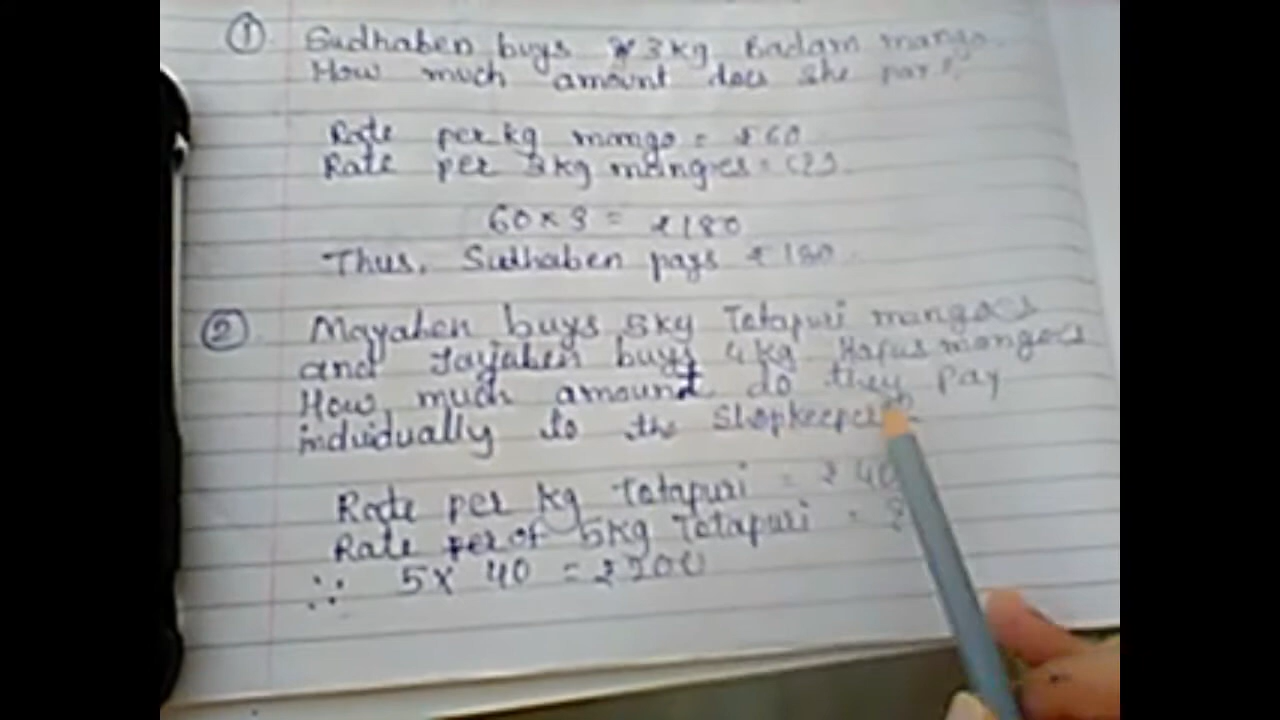 ① Sudhaben buys 3kg Badam mango.
How much amount does she pay?
Rate per kg mango = ₹60
Rate per 3kg mangoes = (?)
60 × 3 = ₹180
Thus, Sudhaben pays ₹180.
② Mayaben buys 5kg Totapuri mangoes
and Jayaben buys 4kg Hafus mangoes
How much amount do they pay
individually to the Shopkeeper
Rate per kg Totapuri = ₹40
Rate of 5kg Totapuri = ?
∴ 5× 40 = ₹200